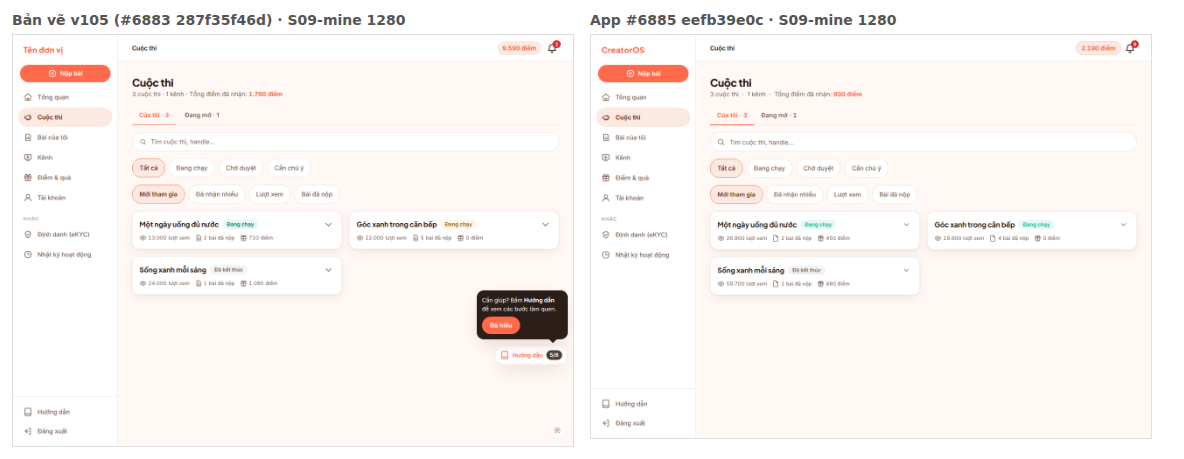 Bản vẽ v105 (#6883 287f35f46d) · S09-mine 1280
Tên đơn vị
Nộp bài
Tổng quan
Cuộc thi
Bài của tôi
Kênh
Điểm & quà
Tài khoản
KHÁC
Định danh (eKYC)
Nhật ký hoạt động
Hướng dẫn
Đăng xuất
Cuộc thi
9.590 điểm
Cuộc thi
3 cuộc thi · 1 kênh · Tổng điểm đã nhận: 1.790 điểm
Của tôi · 3 Đang mở · 1
Tìm cuộc thi, handle...
Tất cả Đang chạy Chờ duyệt Cần chú ý
Mới tham gia Đã nhận nhiều Lượt xem Bài đã nộp
Một ngày uống đủ nước Đang chạy
13.000 lượt xem 2 bài đã nộp 710 điểm
Góc xanh trong căn bếp Đang chạy
12.000 lượt xem 5 bài đã nộp 0 điểm
Sống xanh mỗi sáng Đã kết thúc
24.000 lượt xem 1 bài đã nộp 1.080 điểm
Cần giúp? Bấm Hướng dẫn
để xem các bước làm quen.
Đã hiểu
Hướng dẫn 5/6
App #6885 eefb39e0c · S09-mine 1280
CreatorOS
Nộp bài
Tổng quan
Cuộc thi
Bài của tôi
Kênh
Điểm & quà
Tài khoản
KHÁC
Định danh (eKYC)
Nhật ký hoạt động
Hướng dẫn
Đăng xuất
Cuộc thi
2.190 điểm
Cuộc thi
3 cuộc thi · 1 kênh · Tổng điểm đã nhận: 930 điểm
Của tôi · 3 Đang mở · 1
Tìm cuộc thi, handle...
Tất cả Đang chạy Chờ duyệt Cần chú ý
Mới tham gia Đã nhận nhiều Lượt xem Bài đã nộp
Một ngày uống đủ nước Đang chạy
lượt xem 2 bài đã nộp 450 điểm
Góc xanh trong căn bếp Đang chạy
lượt xem 4 bài đã nộp 0 điểm
Sống xanh mỗi sáng Đã kết thúc
59.700 lượt xem 1 bài đã nộp 480 điểm